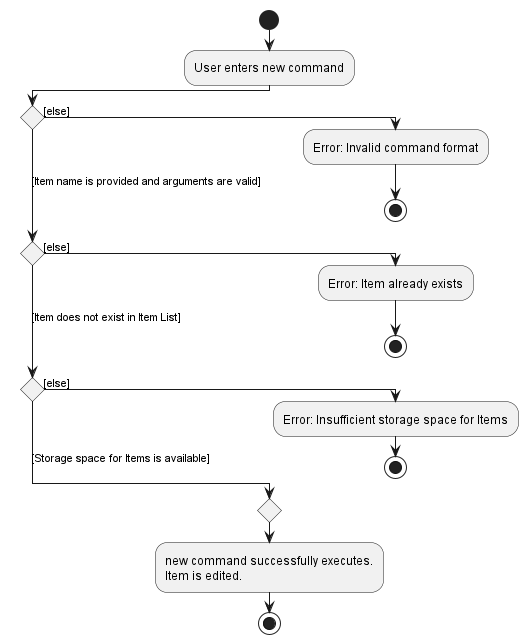 User enters new command
[else]
Error: Invalid command format
[Item name is provided and arguments are valid]
[else]
Error: Item already exists
[Item does not exist in Item List]
[else]
Error: Insufficient storage space for Items
[Storage space for Items is available]
new command successfully executes.
Item is edited.